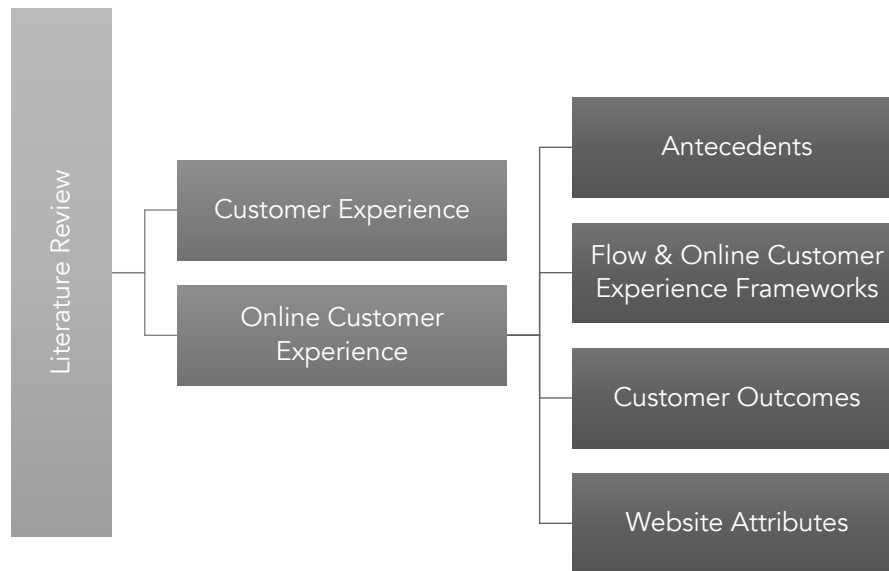 Literature Review
Customer Experience
Online Customer
Experience
Antecedents
Flow & Online Customer
Experience Frameworks
Customer Outcomes
Website Attributes